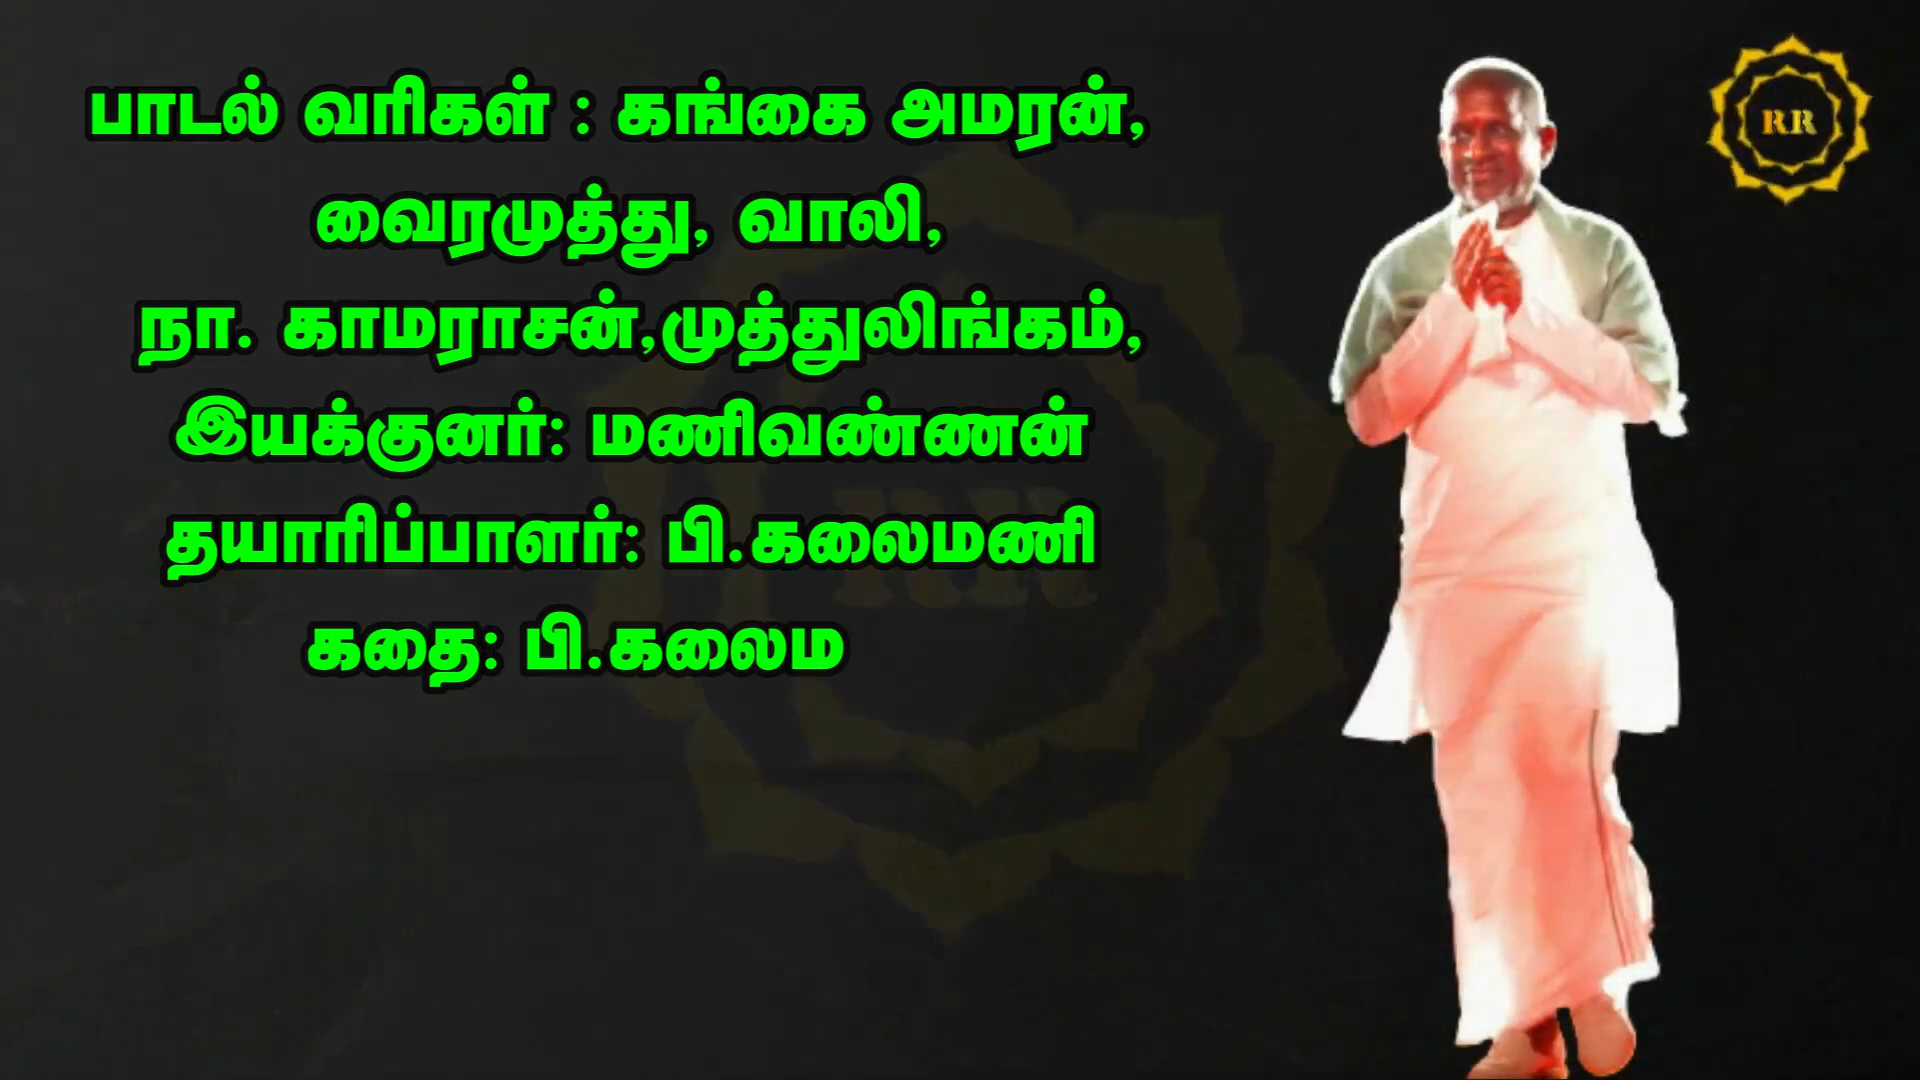 பாடல் வரிகள் : கங்கை அமரன்,
வைரமுத்து, வாலி,
நா. காமராசன்,முத்துலிங்கம்,
இயக்குனர்: மணிவண்ணன்
தயாரிப்பாளர்: பி.கலைமணி
கதை: பி.கலைம
RR
RR